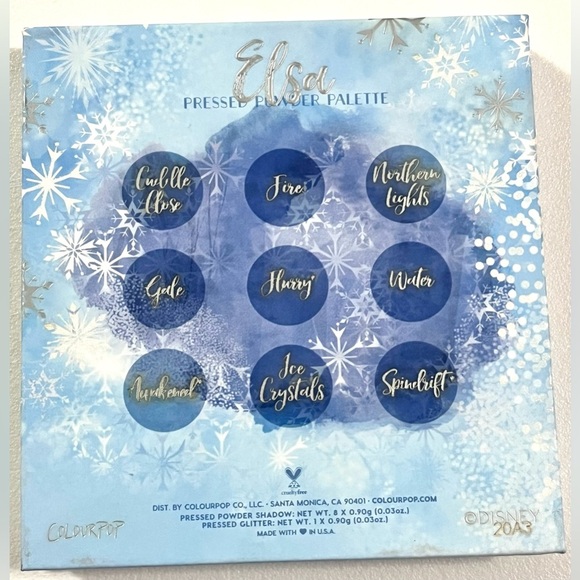 Elsa
PRESSED POWDER PALETTE
Cuddle
Close
Fire
Northern
Lights
Gale
Flurry*
Water
Awakened*
Ice
Crystals
Spindrift*
crueltyfree
DIST. BY COLOURPOP CO., LLC. • SANTA MONICA, CA 90401 • COLOURPOP.COM
PRESSED POWDER SHADOW: NET WT. 8 X 0.90g (0.03oz.)
PRESSED GLITTER: NET WT. 1 X 0.90g (0.03oz.)
MADE WITH ♥ IN U.S.A.
COLOURPOP
©DISNEY
20A3